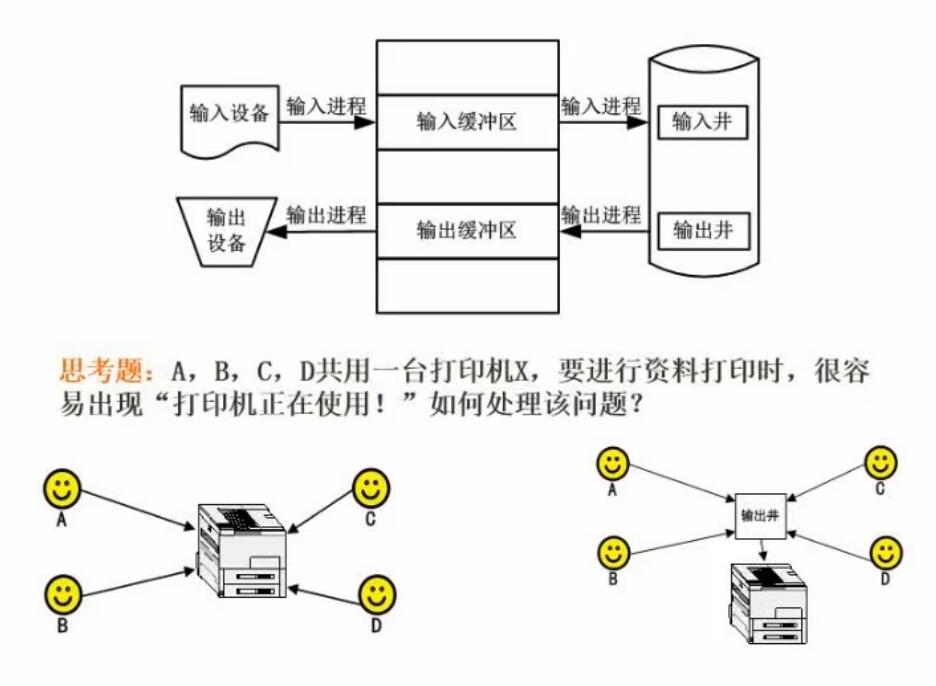 输入设备
输入进程
输入缓冲区
输入进程
输入井
输出
设备
输出进程
输出缓冲区
输出进程
输出井
思考题：A，B，C，D共用一台打印机X，要进行资料打印时，很容
易出现“打印机正在使用！”如何处理该问题？
A
C
B
D
A
C
输出井
B
D